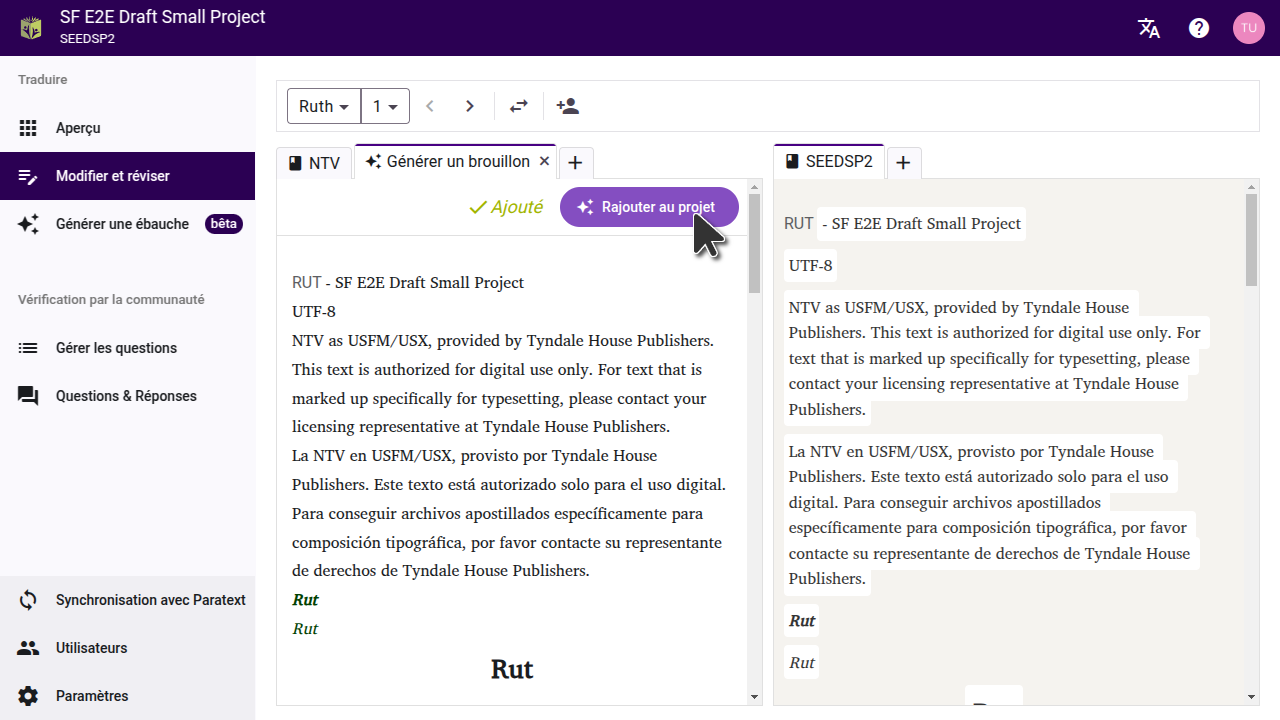 SF E2E Draft Small Project
SEEDSP2
TU
Traduire
Aperçu
Modifier et réviser
Générer une ébauche bêta
Vérification par la communauté
Gérer les questions
Questions & Réponses
Synchronisation avec Paratext
Utilisateurs
Paramètres
Ruth 1
NTV Générer un brouillon
Ajouté Rajouter au projet
RUT - SF E2E Draft Small Project
UTF-8
NTV as USFM/USX, provided by Tyndale House Publishers.
This text is authorized for digital use only. For text that is
marked up specifically for typesetting, please contact your
licensing representative at Tyndale House Publishers.
La NTV en USFM/USX, provisto por Tyndale House
Publishers. Este texto está autorizado solo para el uso digital.
Para conseguir archivos apostillados específicamente para
composición tipográfica, por favor contacte su representante
de derechos de Tyndale House Publishers.
Rut
Rut
Rut
SEEDSP2
RUT - SF E2E Draft Small Project
UTF-8
NTV as USFM/USX, provided by Tyndale House
Publishers. This text is authorized for digital use only. For
text that is marked up specifically for typesetting, please
contact your licensing representative at Tyndale House
Publishers.
La NTV en USFM/USX, provisto por Tyndale House
Publishers. Este texto está autorizado solo para el uso
digital. Para conseguir archivos apostillados
específicamente para composición tipográfica, por favor
contacte su representante de derechos de Tyndale House
Publishers.
Rut
Rut